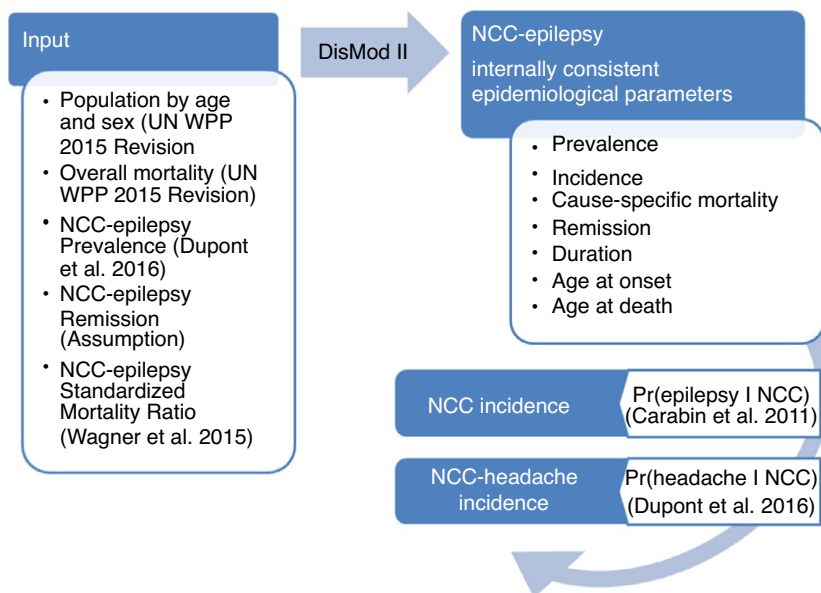 Input
• Population by age
and sex (UN WPP
2015 Revision
• Overall mortality (UN
WPP 2015 Revision)
• NCC-epilepsy
Prevalence (Dupont
et al. 2016)
• NCC-epilepsy
Remission
(Assumption)
• NCC-epilepsy
Standardized
Mortality Ratio
(Wagner et al. 2015)
DisMod II
NCC-epilepsy
internally consistent
epidemiological parameters
• Prevalence
• Incidence
• Cause-specific mortality
• Remission
• Duration
• Age at onset
• Age at death
NCC incidence
Pr(epilepsy I NCC)
(Carabin et al. 2011)
NCC-headache
incidence
Pr(headache I NCC)
(Dupont et al. 2016)